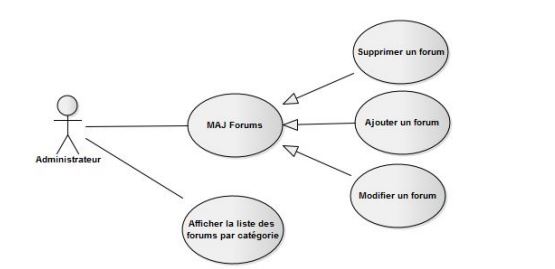 Supprimer un forum
MAJ Forums
Ajouter un forum
Administrateur
Modifier un forum
Afficher la liste des
forums par catégorie